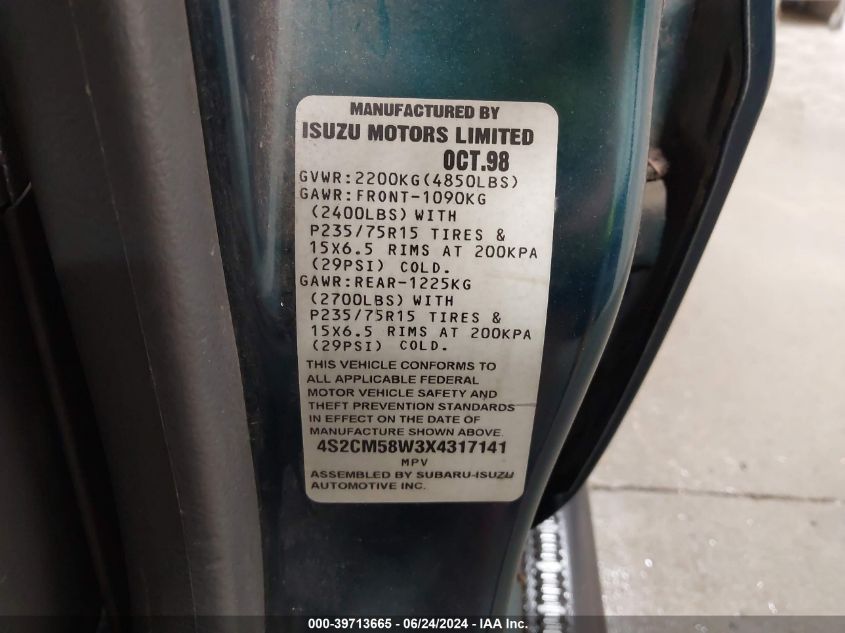 MANUFACTURED BY
ISUZU MOTORS LIMITED
OCT.98
GVWR:2200KG(4850LBS)
GAWR:FRONT-1090KG
(2400LBS) WITH
P235/75R15 TIRES &
15X6.5 RIMS AT 200KPA
(29PSI) COLD.
GAWR:REAR-1225KG
(2700LBS) WITH
P235/75R15 TIRES &
15X6.5 RIMS AT 200KPA
(29PSI) COLD.
THIS VEHICLE CONFORMS TO
ALL APPLICABLE FEDERAL
MOTOR VEHICLE SAFETY AND
THEFT PREVENTION STANDARDS
IN EFFECT ON THE DATE OF
MANUFACTURE SHOWN ABOVE.
4S2CM58W3X4317141
MPV
ASSEMBLED BY SUBARU-ISUZU
AUTOMOTIVE INC.
000-39713665 - 06/24/2024 - IAA Inc.